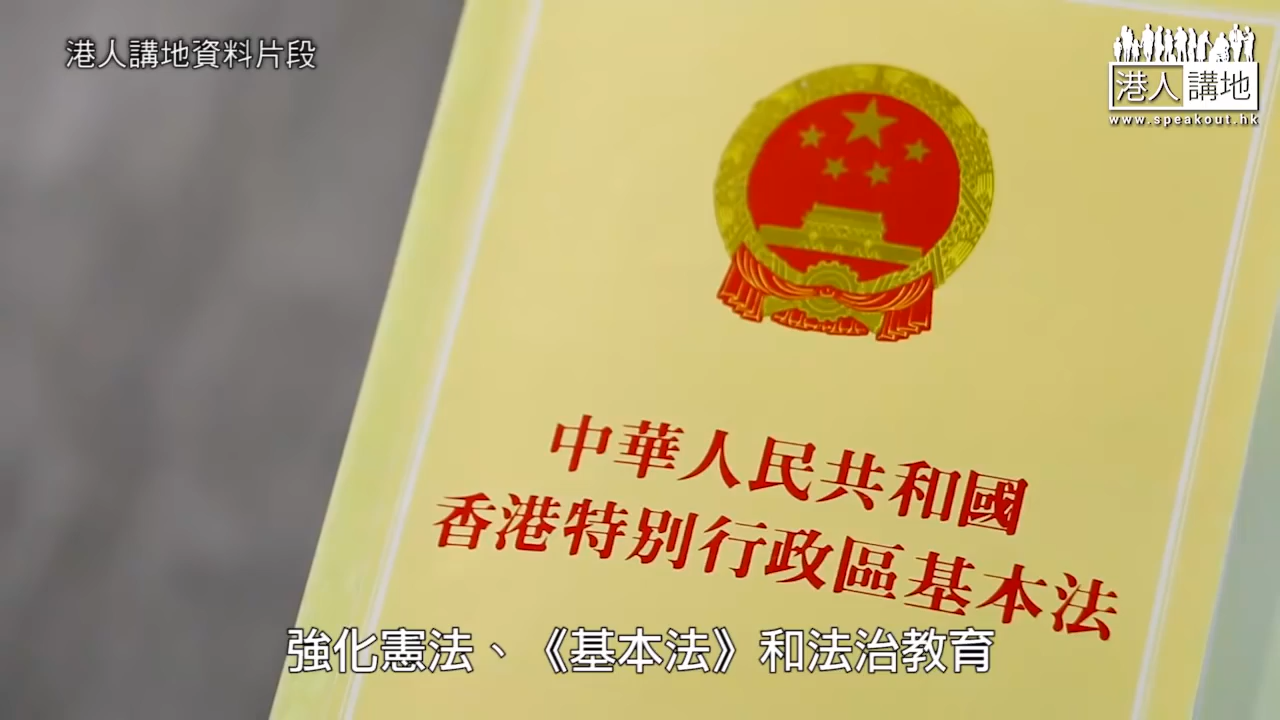 港人講地資料片段
港人講地
www.speakout.hk
中華人民共和國
香港特別行政區基本法
強化憲法、《基本法》和法治教育